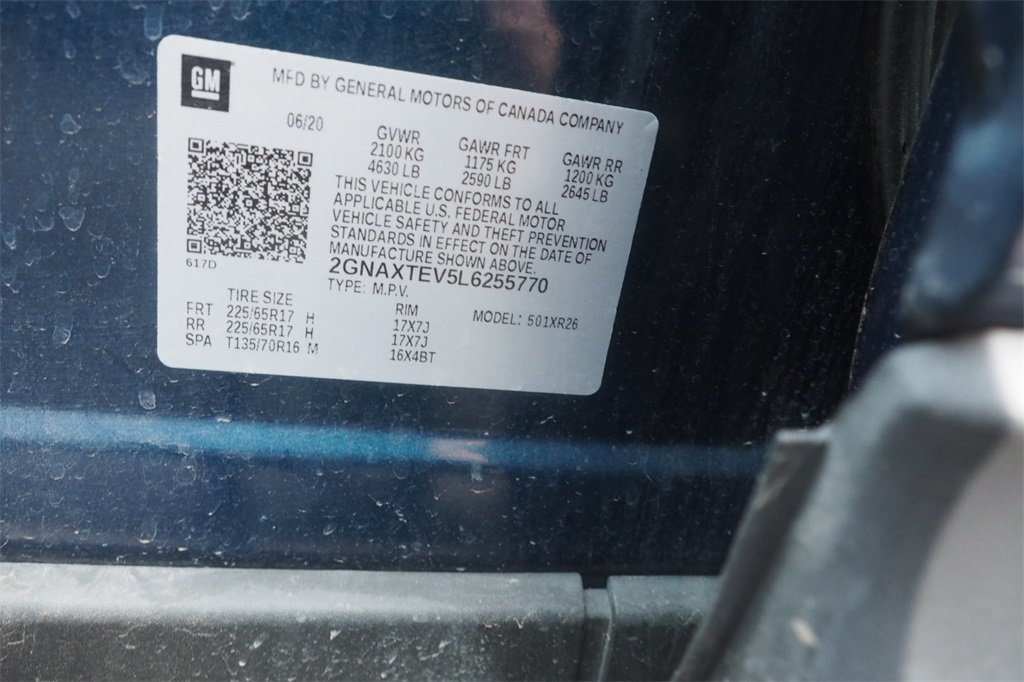 GM
MFD BY GENERAL MOTORS OF CANADA COMPANY
06/20
GVWR GAWR FRT GAWR RR
2100 KG 1175 KG 1200 KG
4630 LB 2590 LB 2645 LB
THIS VEHICLE CONFORMS TO ALL
APPLICABLE U.S. FEDERAL MOTOR
VEHICLE SAFETY AND THEFT PREVENTION
STANDARDS IN EFFECT ON THE DATE OF
MANUFACTURE SHOWN ABOVE.
617D
2GNAXTEV5L6255770
TYPE: M.P.V.
MODEL: 501XR26
TIRE SIZE RIM
FRT 225/65R17 H 17X7J
RR 225/65R17 H 17X7J
SPA T135/70R16 M 16X4BT